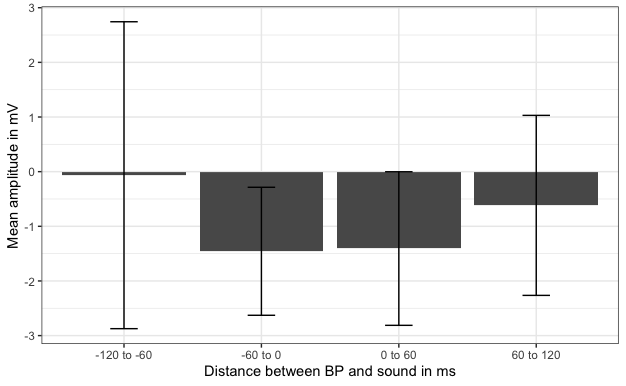 Mean amplitude in mV
3
2
1
0
-1
-2
-3
-120 to -60
-60 to 0
0 to 60
60 to 120
Distance between BP and sound in ms